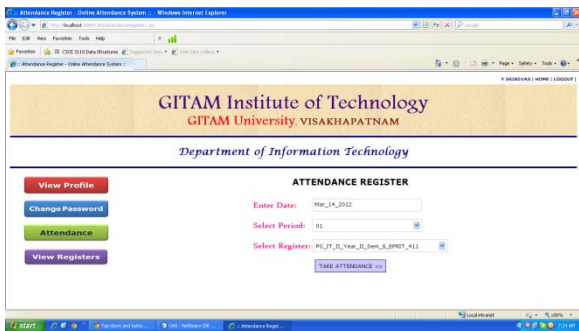 :: Attendance Register - Online Attendance System :: Windows Internet Explorer
File Edit View Favorites Tools Help
Favorites
:: Attendance Register - Online Attendance System ::
Page Safety Tools
SRINIVAS | HOME | LOGOUT |
GITAM Institute of Technology
GITAM University, VISAKHAPATNAM
Department of Information Technology
View Profile
Change Password
Attendance
View Registers
ATTENDANCE REGISTER
Enter Date: Mar_14_2012
Select Period: 01
Select Register: PG_IT_II_Year_II_Sem_&_EPRIT_411
TAKE ATTENDANCE >>
Local intranet 100%
start